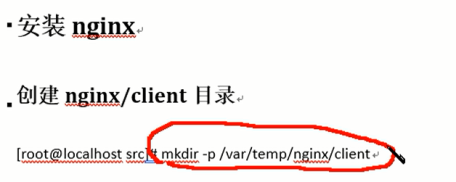 安装 nginx
创建 nginx/client 目录
[root@localhost src]# mkdir -p /var/temp/nginx/client